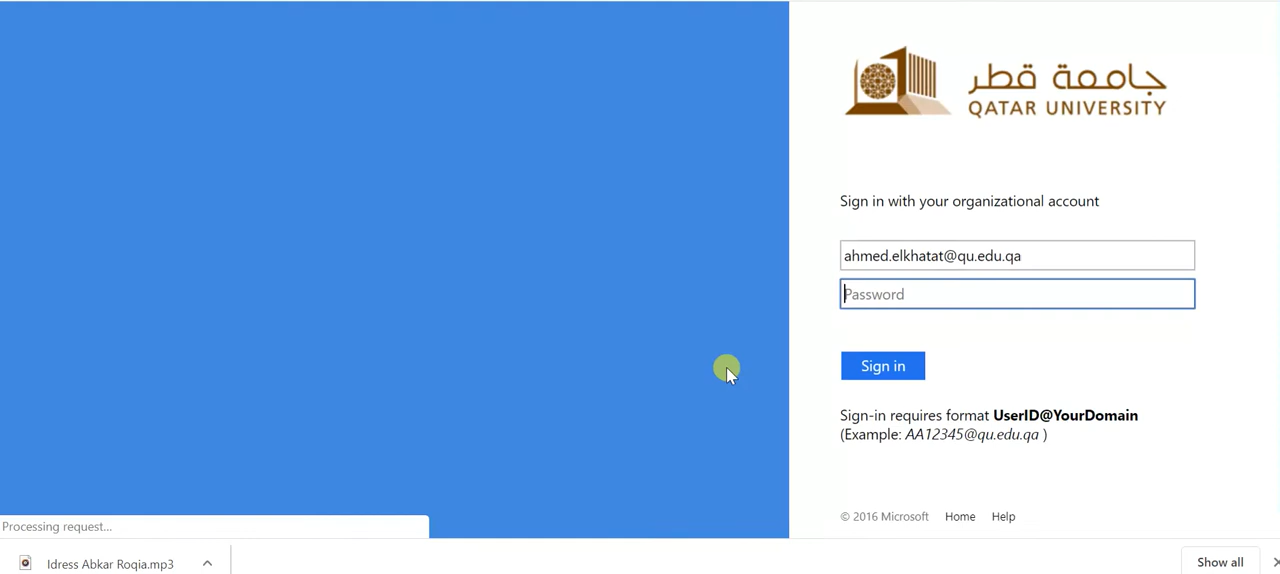 جامعة قطر
QATAR UNIVERSITY
Sign in with your organizational account
ahmed.elkhatat@qu.edu.qa
Password
Sign in
Sign-in requires format UserID@YourDomain
(Example: AA12345@qu.edu.qa )
© 2016 Microsoft Home Help
Processing request...
Idress Abkar Roqia.mp3
Show all